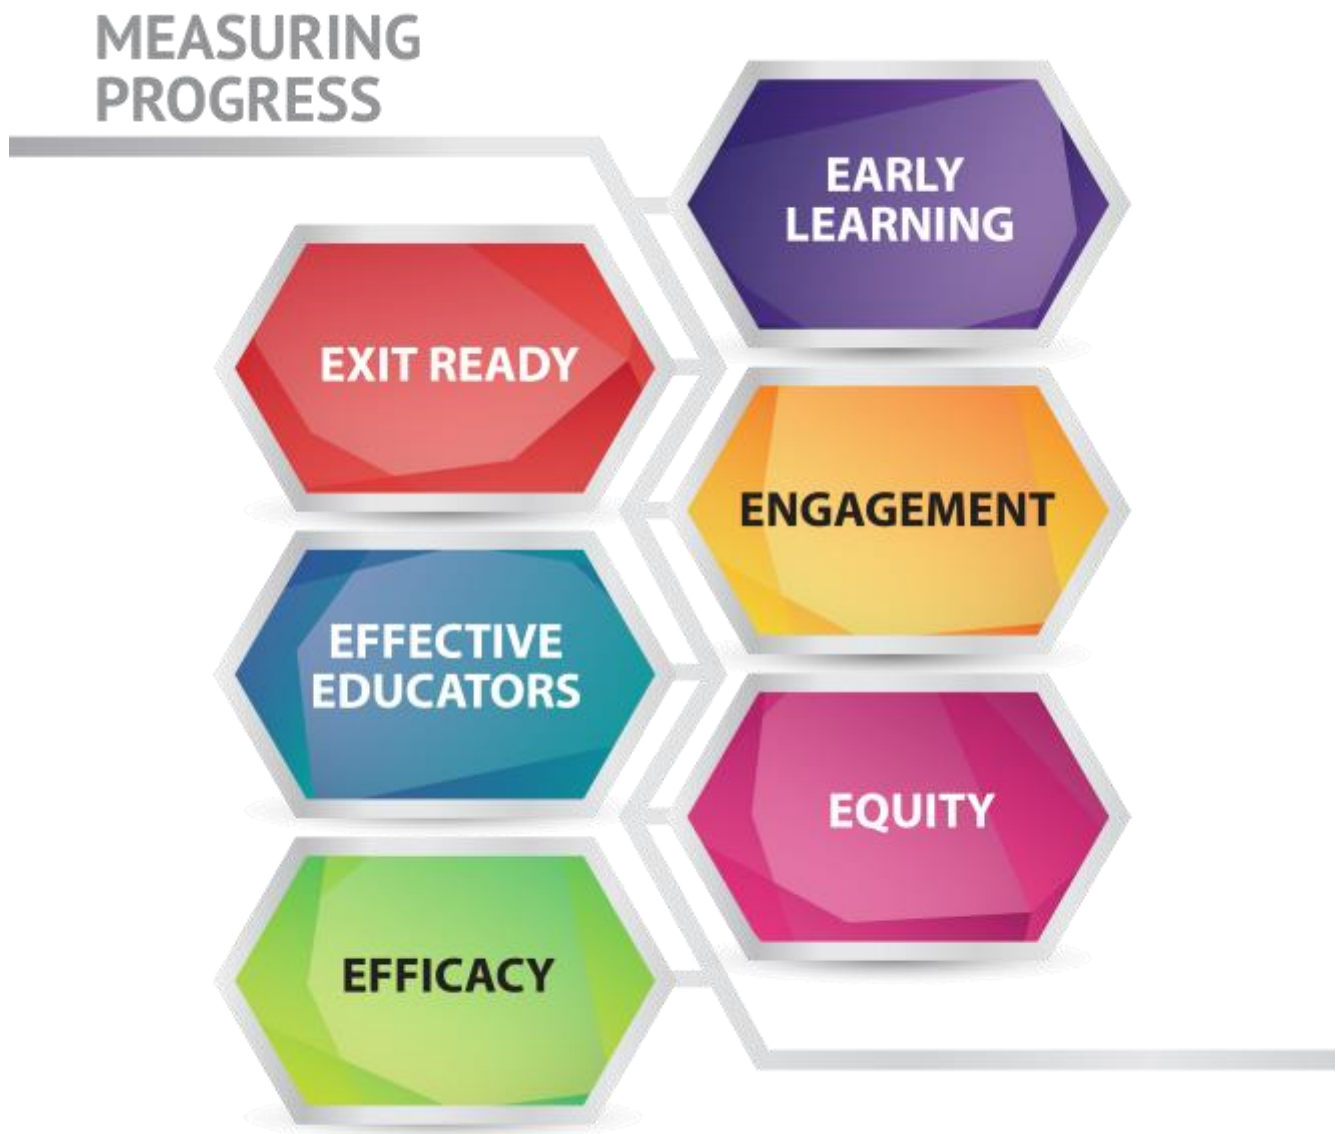 MEASURING
PROGRESS
EARLY
LEARNING
EXIT READY
ENGAGEMENT
EFFECTIVE
EDUCATORS
EQUITY
EFFICACY